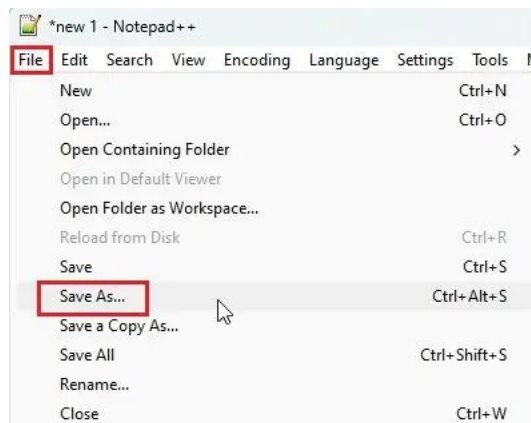 *new 1 - Notepad++
File Edit Search View Encoding Language Settings Tools
New Ctrl+N
Open... Ctrl+O
Open Containing Folder >
Open in Default Viewer
Open Folder as Workspace...
Reload from Disk Ctrl+R
Save Ctrl+S
Save As... Ctrl+Alt+S
Save a Copy As...
Save All Ctrl+Shift+S
Rename...
Close Ctrl+W